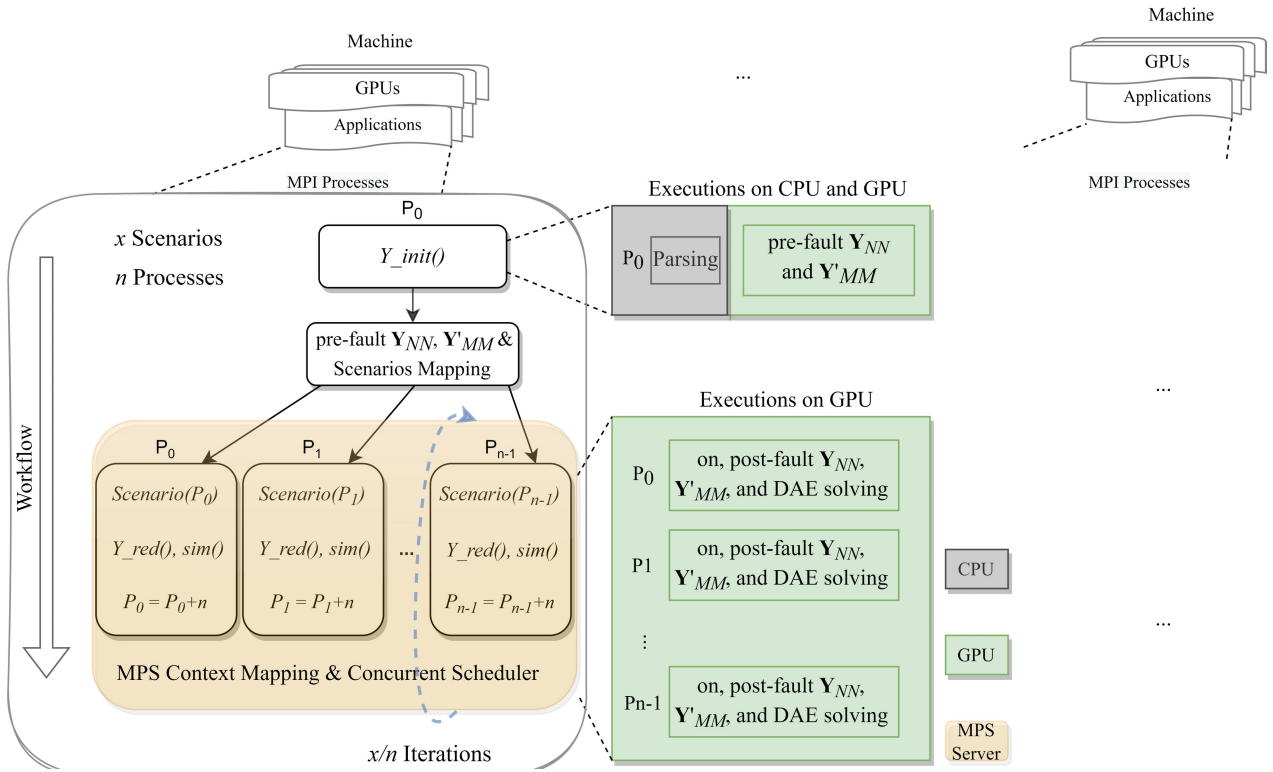 Machine
GPUs
Applications
...
Machine
GPUs
Applications
MPI Processes
MPI Processes
x Scenarios
n Processes
P0
Y_init()
Executions on CPU and GPU
P0
Parsing
pre-fault YNN
and Y'MM
pre-fault YNN, Y'MM &
Scenarios Mapping
...
Workflow
P0
Scenario(P0)
Y_red(), sim()
P0 = P0+n
P1
Scenario(P1)
Y_red(), sim()
P1 = P1+n
...
Pn-1
Scenario(Pn-1)
Y_red(), sim()
Pn-1 = Pn-1+n
MPS Context Mapping & Concurrent Scheduler
x/n Iterations
Executions on GPU
P0
on, post-fault YNN,
Y'MM, and DAE solving
P1
on, post-fault YNN,
Y'MM, and DAE solving
⋮
Pn-1
on, post-fault YNN,
Y'MM, and DAE solving
CPU
GPU
MPS
Server
...